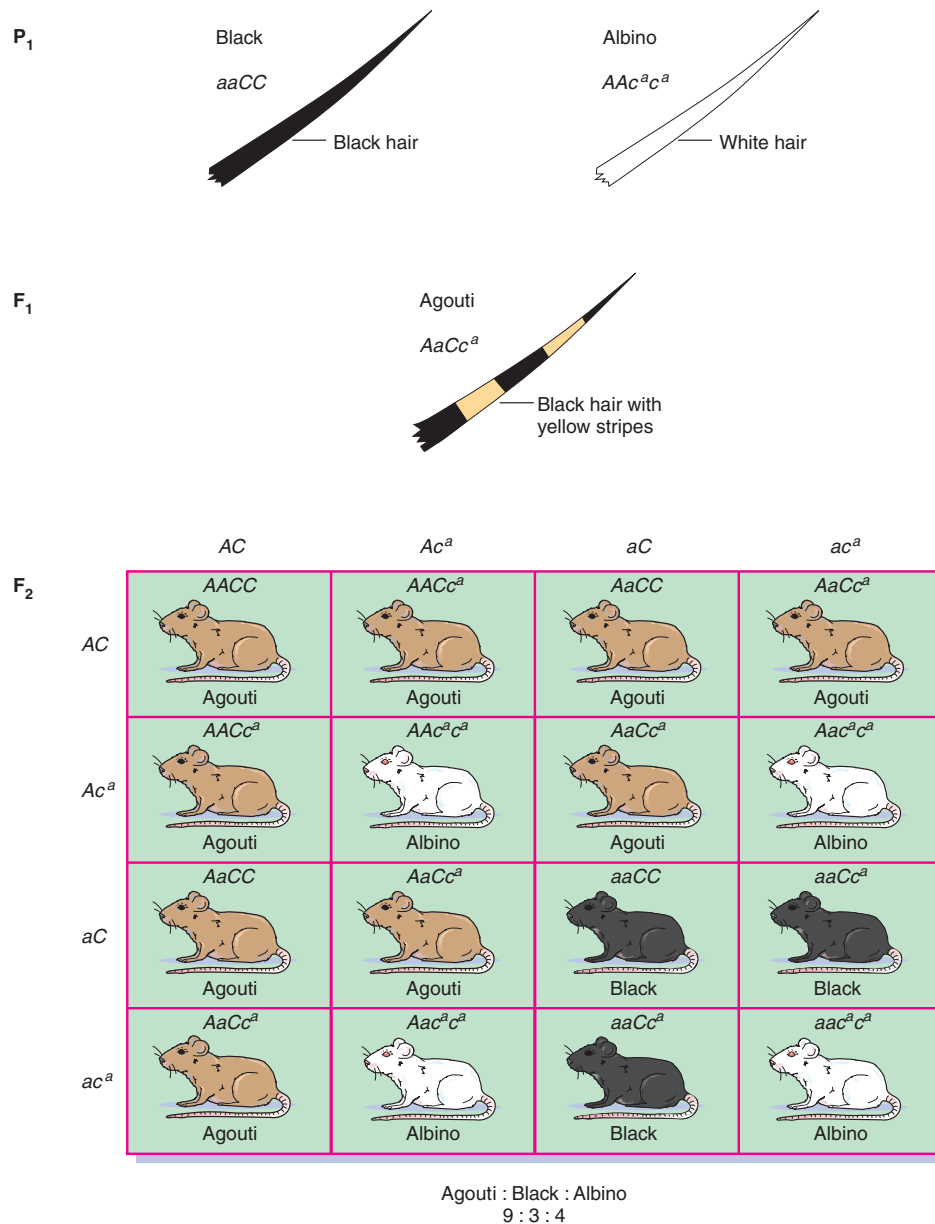 P₁
Black
Albino
aaCC
AAcᵃcᵃ
Black hair
White hair
F₁
Agouti
AaCcᵃ
Black hair with
yellow stripes
AC Acᵃ aC acᵃ
F₂
AACC AACcᵃ AaCC AaCcᵃ
AC
Agouti Agouti Agouti Agouti
AACcᵃ AAcᵃcᵃ AaCcᵃ Aacᵃcᵃ
Acᵃ
Agouti Albino Agouti Albino
AaCC AaCcᵃ aaCC aaCcᵃ
aC
Agouti Agouti Black Black
AaCcᵃ Aacᵃcᵃ aaCcᵃ aacᵃcᵃ
acᵃ
Agouti Albino Black Albino
Agouti : Black : Albino
9 : 3 : 4